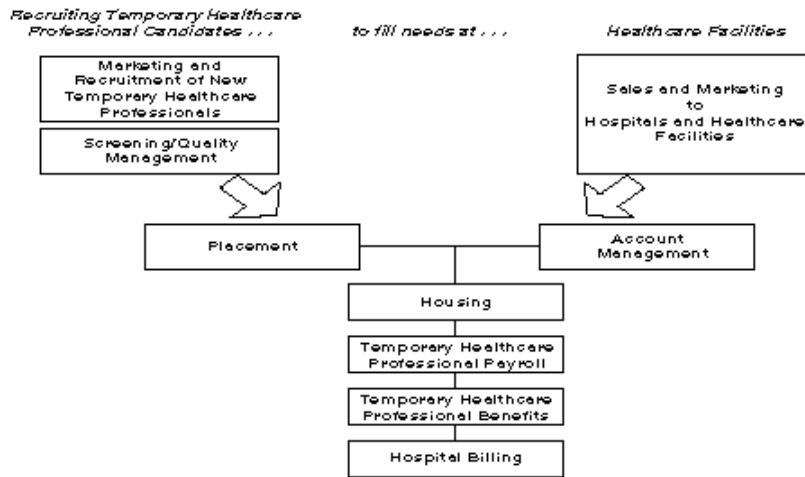 Recruiting Temporary Healthcare
Professional Candidates . . .
to fill needs at . . .
Healthcare Facilities
Marketing and
Recruitment of New
Temporary Healthcare
Professionals
Screening/Quality
Management
Sales and Marketing
to
Hospitals and Healthcare
Facilities
Placement
Account
Management
Housing
Temporary Healthcare
Professional Payroll
Temporary Healthcare
Professional Benefits
Hospital Billing